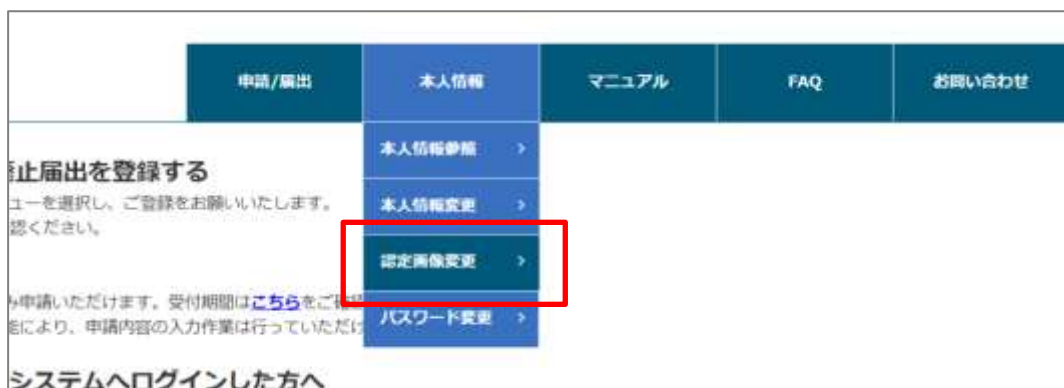 申請/届出 本人情報 マニュアル FAQ お問い合わせ
本人情報参照 >
止届出を登録する
ューを選択し、ご登録をお願いいたします。
本人情報変更 >
認ください。
認定画像変更 >
申請いただけます。受付期間はこちらをご確認
により、申請内容の入力作業は行っていただけ
パスワード変更 >
システムへログインした方へ